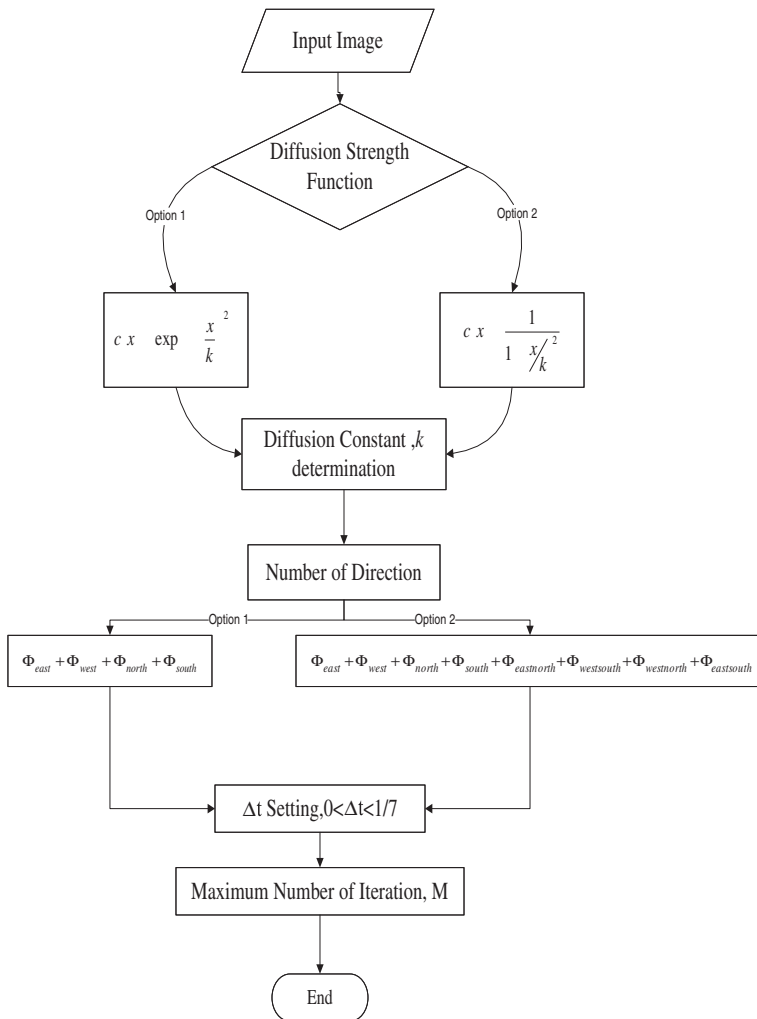 Input Image
Diffusion Strength
Function
Option 1
Option 2
c x exp x/k 2
c x 1/1 x/k 2
Diffusion Constant ,k
determination
Number of Direction
Option 1
Option 2
Φeast +Φwest +Φnorth +Φsouth
Φeast +Φwest +Φnorth +Φsouth +Φeastnorth +Φwestsouth +Φwestnorth +Φeastsouth
Δt Setting,0<Δt<1/7
Maximum Number of Iteration, M
End